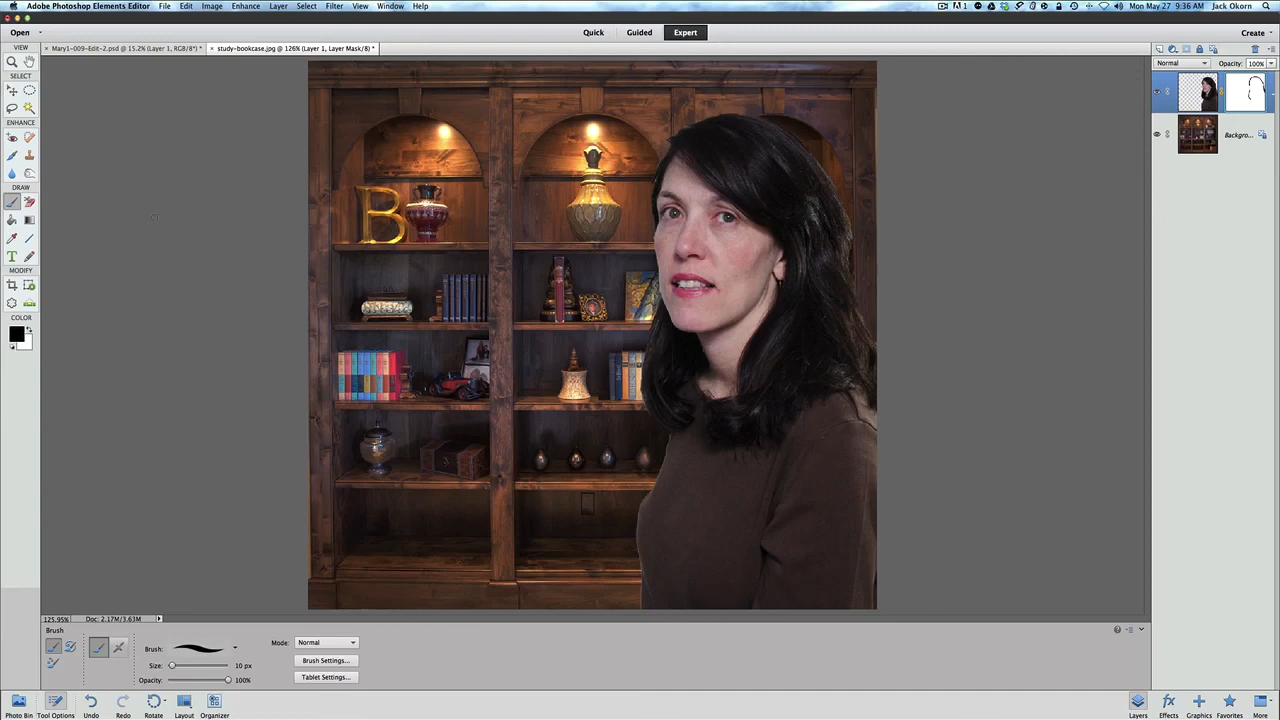 Adobe Photoshop Elements Editor File Edit Image Enhance Layer Select Filter View Window Help
1 Mon May 27 9:36 AM Jack Okorn
Open Quick Guided Expert Create
Mary1-009-Edit-2.psd @ 15.2% (Layer 1, RGB/8*) * study-bookcase.jpg @ 126% (Layer 1, Layer Mask/8) *
VIEW
SELECT
ENHANCE
DRAW
MODIFY
COLOR
Normal Opacity: 100%
Backgro...
B
125.95% Doc: 2.17M/3.63M
Brush
Brush:
Size: 10 px
Opacity: 100%
Mode: Normal
Brush Settings...
Tablet Settings...
Photo Bin Tool Options Undo Redo Rotate Layout Organizer
Layers Effects Graphics Favorites More